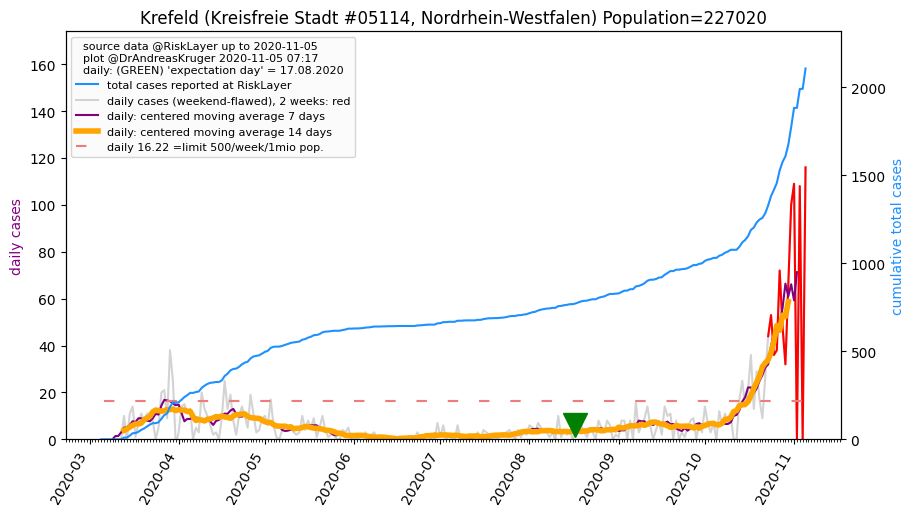 Krefeld (Kreisfreie Stadt #05114, Nordrhein-Westfalen) Population=227020
source data @RiskLayer up to 2020-11-05
plot @DrAndreasKruger 2020-11-05 07:17
daily: (GREEN) 'expectation day' = 17.08.2020
total cases reported at RiskLayer
daily cases (weekend-flawed), 2 weeks: red
daily: centered moving average 7 days
daily: centered moving average 14 days
daily 16.22 =limit 500/week/1mio pop.
daily cases
160
140
120
100
80
60
40
20
0
cumulative total cases
2000
1500
1000
500
0
2020-03
2020-04
2020-05
2020-06
2020-07
2020-08
2020-09
2020-10
2020-11